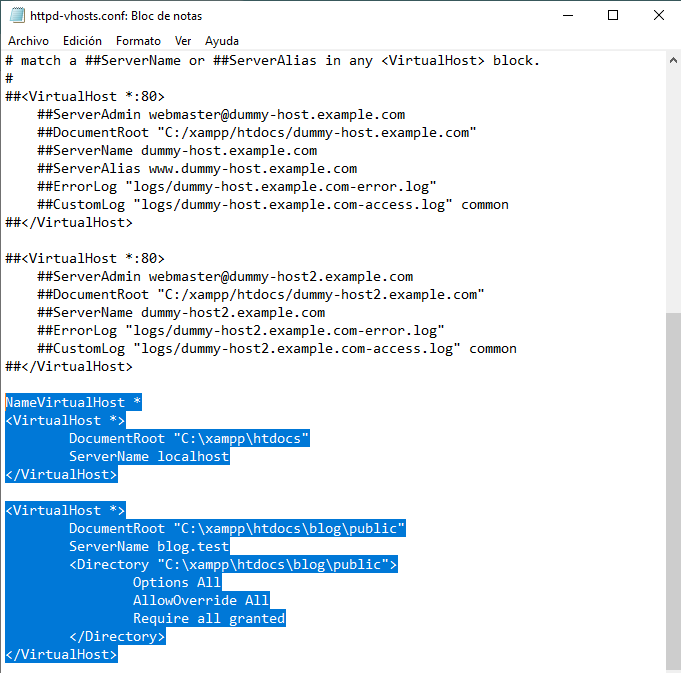 httpd-vhosts.conf: Bloc de notas
Archivo Edición Formato Ver Ayuda
# match a ##ServerName or ##ServerAlias in any <VirtualHost> block.
#
##<VirtualHost *:80>
    ##ServerAdmin webmaster@dummy-host.example.com
    ##DocumentRoot "C:/xampp/htdocs/dummy-host.example.com"
    ##ServerName dummy-host.example.com
    ##ServerAlias www.dummy-host.example.com
    ##ErrorLog "logs/dummy-host.example.com-error.log"
    ##CustomLog "logs/dummy-host.example.com-access.log" common
##</VirtualHost>

##<VirtualHost *:80>
    ##ServerAdmin webmaster@dummy-host2.example.com
    ##DocumentRoot "C:/xampp/htdocs/dummy-host2.example.com"
    ##ServerName dummy-host2.example.com
    ##ErrorLog "logs/dummy-host2.example.com-error.log"
    ##CustomLog "logs/dummy-host2.example.com-access.log" common
##</VirtualHost>

NameVirtualHost *
<VirtualHost *>
        DocumentRoot "C:\xampp\htdocs"
        ServerName localhost
</VirtualHost>

<VirtualHost *>
        DocumentRoot "C:\xampp\htdocs\blog\public"
        ServerName blog.test
        <Directory "C:\xampp\htdocs\blog\public">
                Options All
                AllowOverride All
                Require all granted
        </Directory>
</VirtualHost>